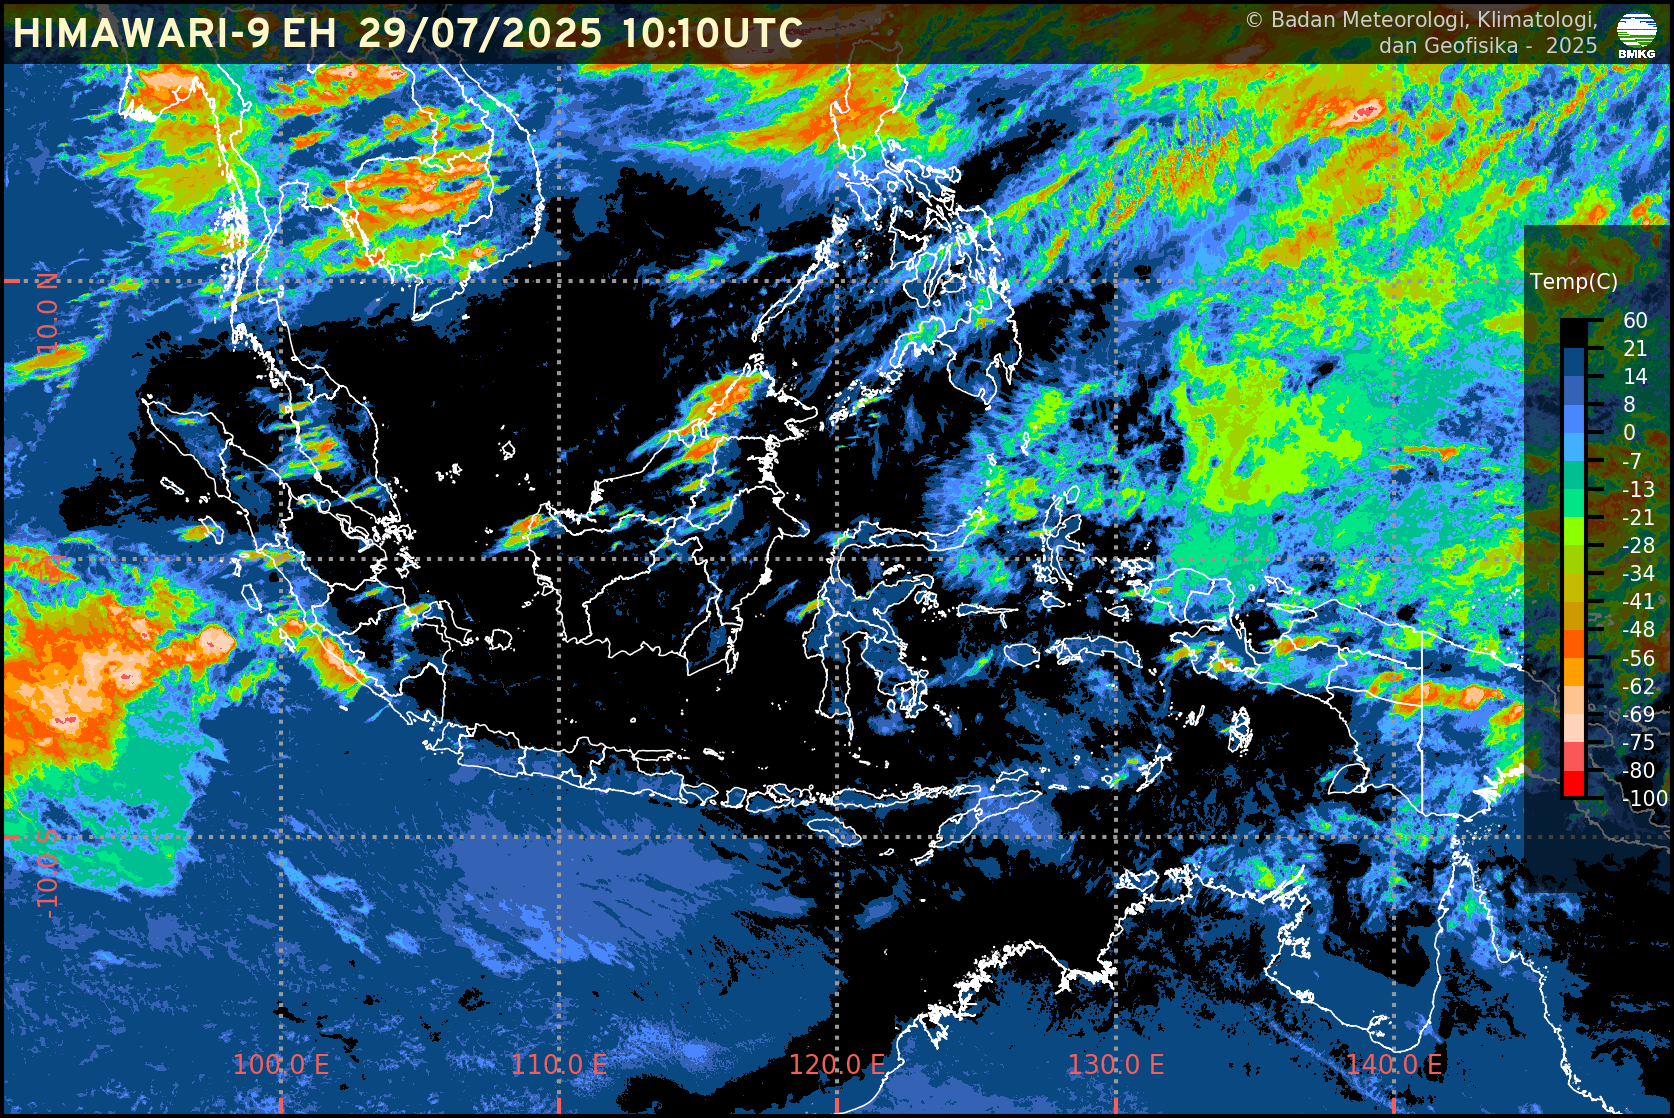 HIMAWARI-9 EH 29/07/2025 10:10UTC
© Badan Meteorologi, Klimatologi,
dan Geofisika - 2025
BMKG
10.0 N
Temp(C)
60
21
14
8
0
-7
-13
-21
-28
-34
-41
-48
-56
-62
-69
-75
-80
-100
-10.0 S
100.0 E
110.0 E
120.0 E
130.0 E
140.0 E